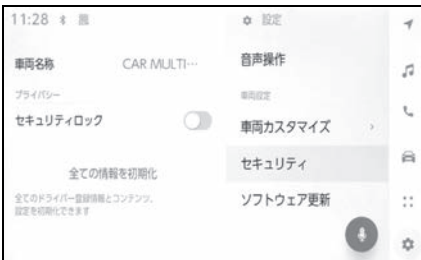 11:28
設定
車両名称 CAR MULTI…
プライバシー
セキュリティロック
全ての情報を初期化
全てのドライバー登録情報とコンテンツ、
設定を初期化できます
音声操作
車両設定
車両カスタマイズ
セキュリティ
ソフトウェア更新